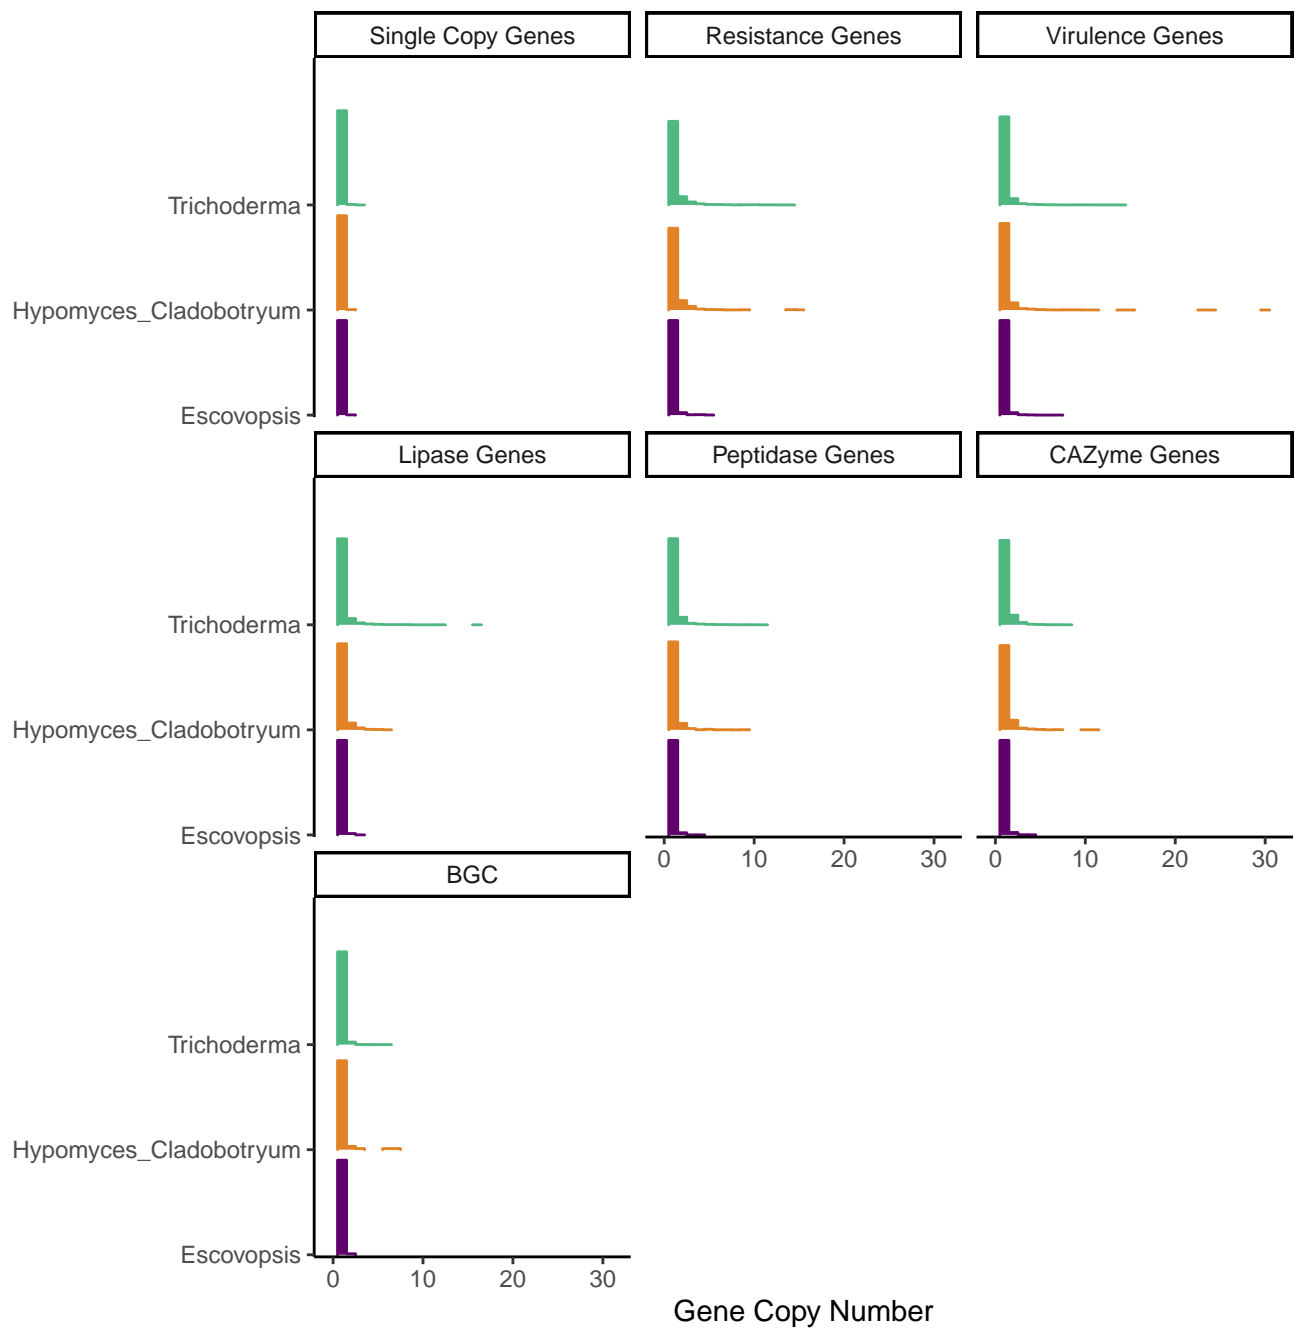 Single Copy Genes
Resistance Genes
Virulence Genes
Trichoderma
Hypomyces_Cladobotryum
Escovopsis
Lipase Genes
Peptidase Genes
CAZyme Genes
Trichoderma
Hypomyces_Cladobotryum
Escovopsis
0 10 20 30
0 10 20 30
BGC
Trichoderma
Hypomyces_Cladobotryum
Escovopsis
0 10 20 30
Gene Copy Number